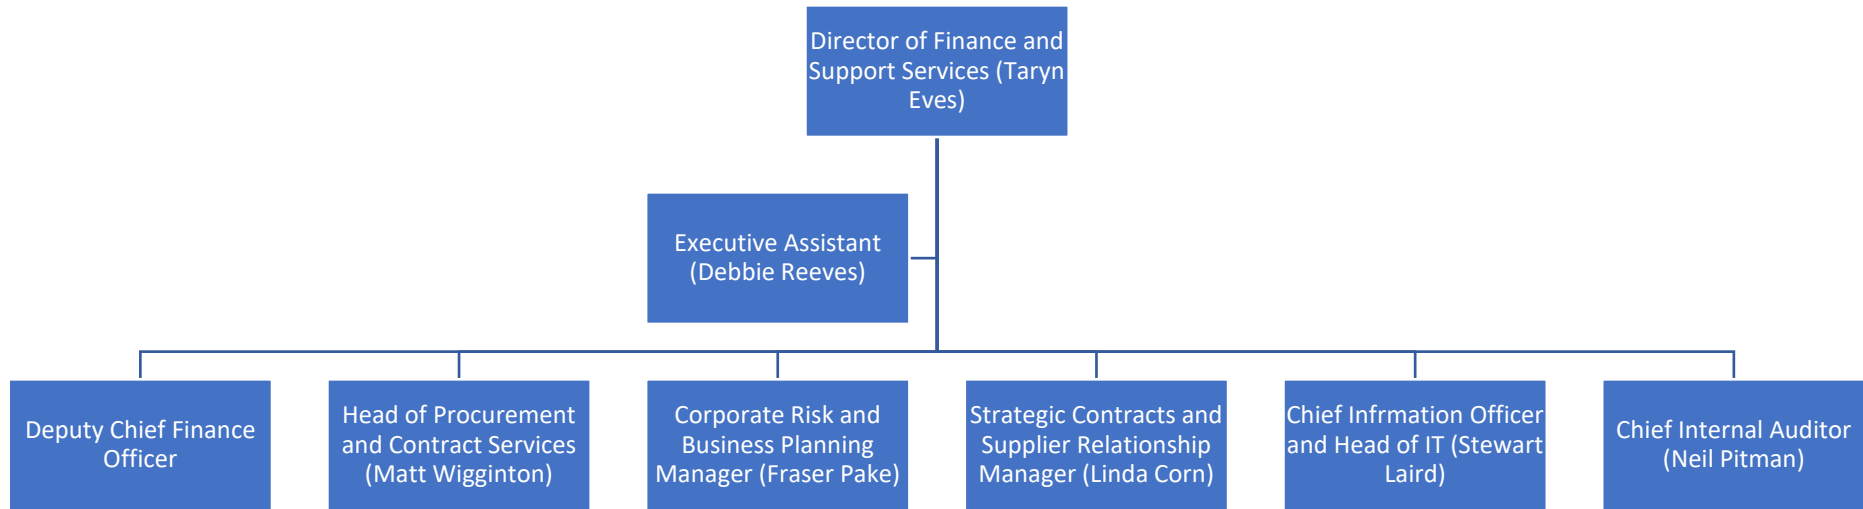 Director of Finance and
Support Services (Taryn
Eves)
Executive Assistant
(Debbie Reeves)
Deputy Chief Finance
Officer
Head of Procurement
and Contract Services
(Matt Wigginton)
Corporate Risk and
Business Planning
Manager (Fraser Pake)
Strategic Contracts and
Supplier Relationship
Manager (Linda Corn)
Chief Infrmation Officer
and Head of IT (Stewart
Laird)
Chief Internal Auditor
(Neil Pitman)